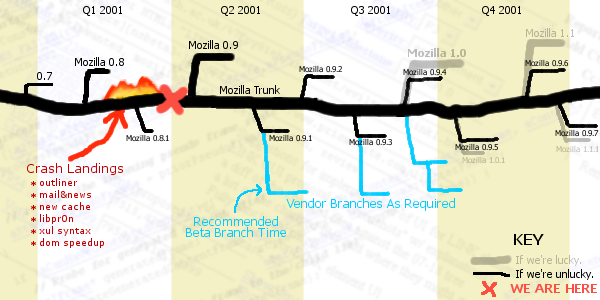 Q1 2001
Q2 2001
Q3 2001
Q4 2001
0.7
Mozilla 0.8
Mozilla 0.8.1
Mozilla 0.9
Mozilla Trunk
Mozilla 0.9.1
Mozilla 0.9.2
Mozilla 0.9.3
Mozilla 1.0
Mozilla 0.9.4
Mozilla 0.9.5
Mozilla 1.0.1
Mozilla 1.1
Mozilla 0.9.6
Mozilla 0.9.7
Mozilla 1.1.1
Crash Landings
* outliner
* mail&news
* new cache
* libpr0n
* xul syntax
* dom speedup
Recommended
Beta Branch Time
Vendor Branches As Required
KEY
If we're lucky.
If we're unlucky.
WE ARE HERE